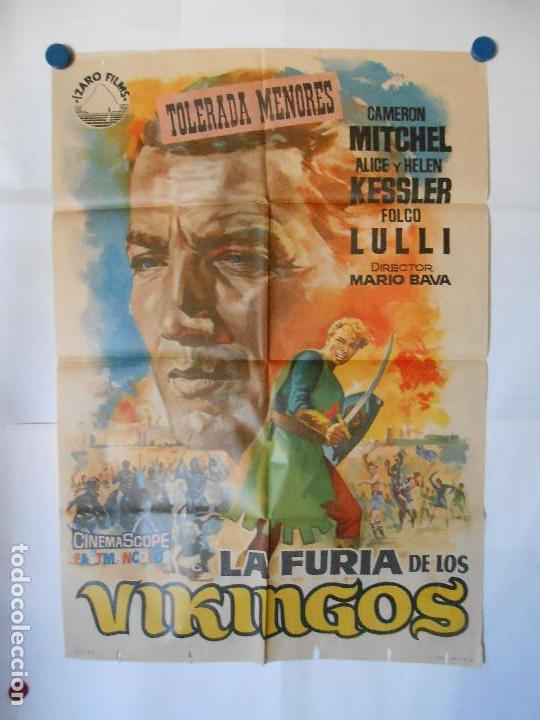 IZARO FILMS
TOLERADA MENORES
CAMERON
MITCHEL
ALICE Y HELEN
KESSLER
FOLCO
LULLI
DIRECTOR
MARIO BAVA
CINEMASCOPE
EASTMANCOLOR
LA FURIA DE LOS
VIKINGOS
todocoleccion.net